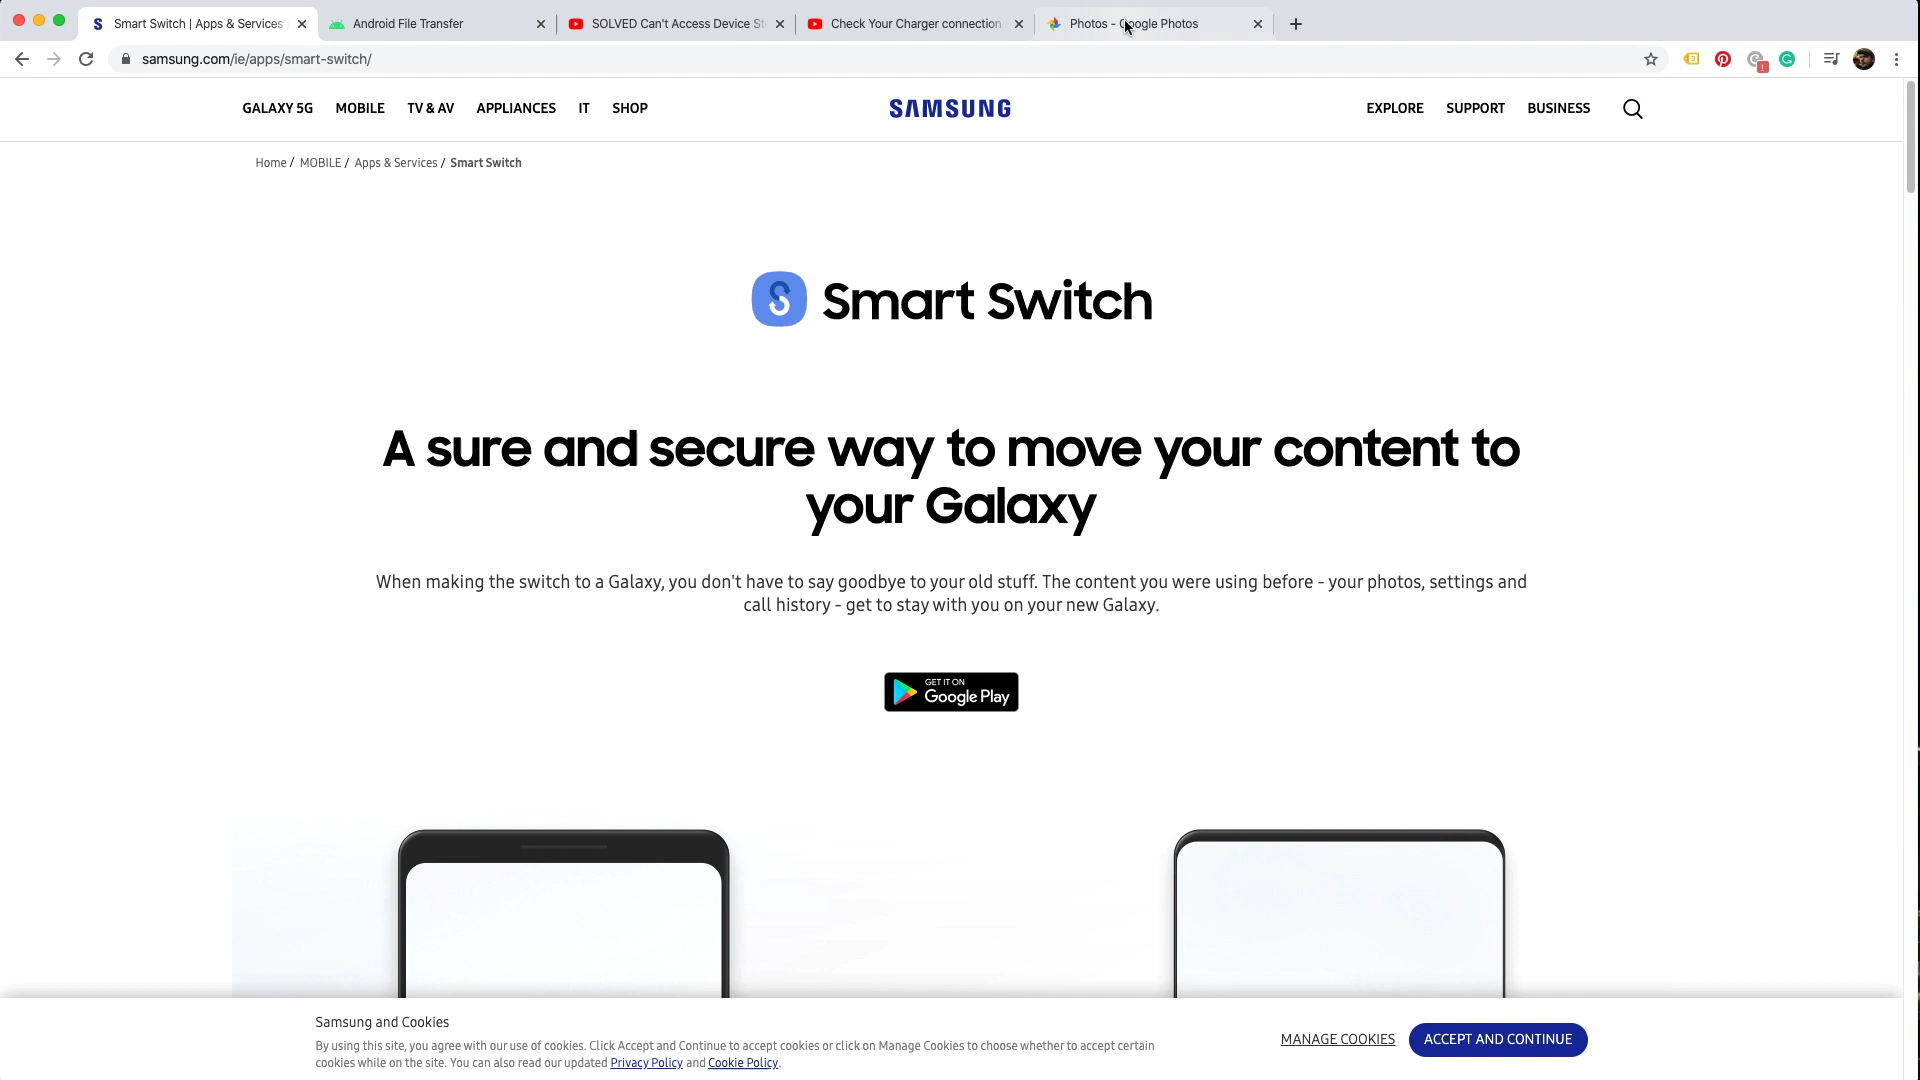 Smart Switch | Apps & Services
Android File Transfer
SOLVED Can't Access Device St
Check Your Charger connection
Photos - Google Photos
samsung.com/ie/apps/smart-switch/
GALAXY 5G MOBILE TV & AV APPLIANCES IT SHOP SAMSUNG EXPLORE SUPPORT BUSINESS
Home / MOBILE / Apps & Services / Smart Switch
Smart Switch
A sure and secure way to move your content to
your Galaxy
When making the switch to a Galaxy, you don't have to say goodbye to your old stuff. The content you were using before - your photos, settings and
call history - get to stay with you on your new Galaxy.
GET IT ON
Google Play
Samsung and Cookies
By using this site, you agree with our use of cookies. Click Accept and Continue to accept cookies or click on Manage Cookies to choose whether to accept certain
cookies while on the site. You can also read our updated Privacy Policy and Cookie Policy.
MANAGE COOKIES ACCEPT AND CONTINUE